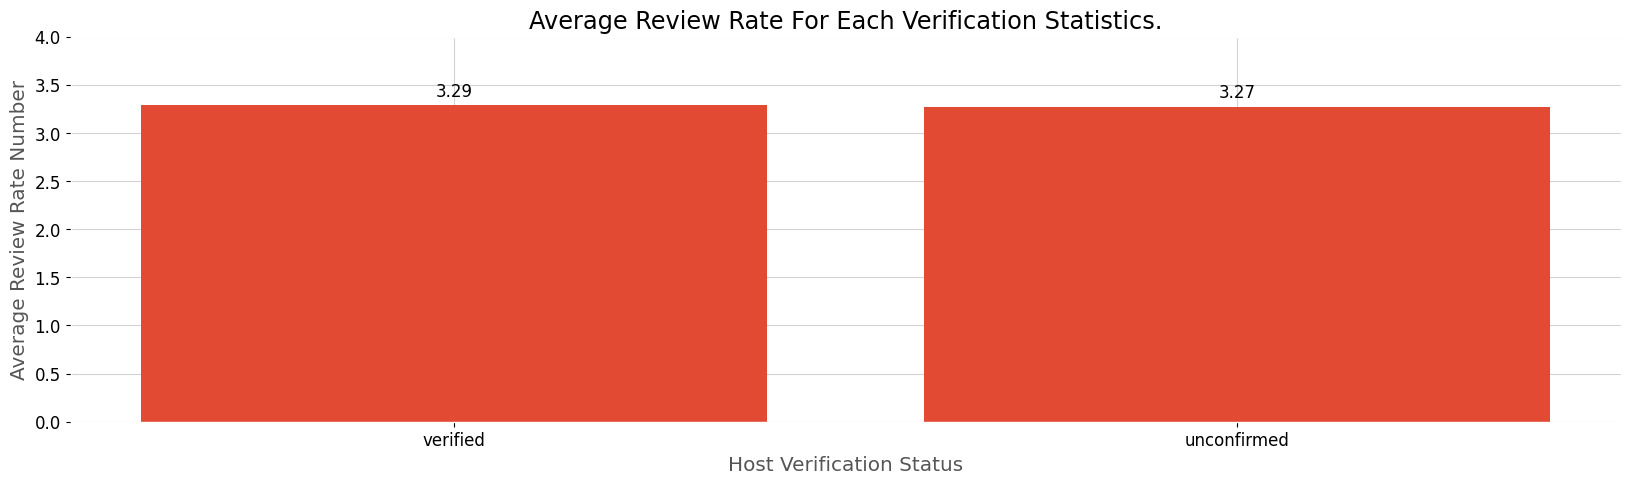 Average Review Rate For Each Verification Statistics.
Average Review Rate Number
4.0
3.5
3.0
2.5
2.0
1.5
1.0
0.5
0.0
3.29
3.27
verified
unconfirmed
Host Verification Status